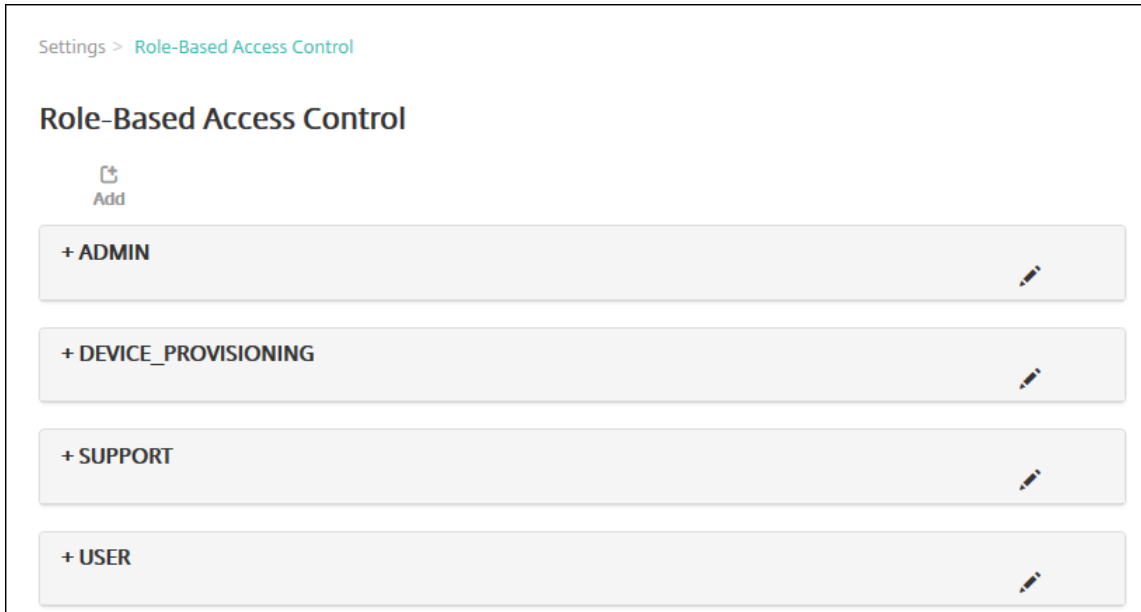 Settings > Role-Based Access Control
Role-Based Access Control
Add
+ ADMIN
+ DEVICE_PROVISIONING
+ SUPPORT
+ USER